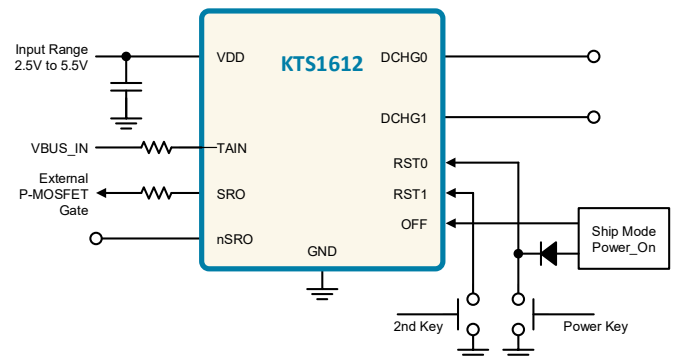 Input Range
2.5V to 5.5V
VDD
KTS1612
DCHG0
DCHG1
VBUS_IN
TAIN
RST0
External
P-MOSFET
Gate
SRO
RST1
OFF
nSRO
GND
Ship Mode
Power_On
2nd Key
Power Key